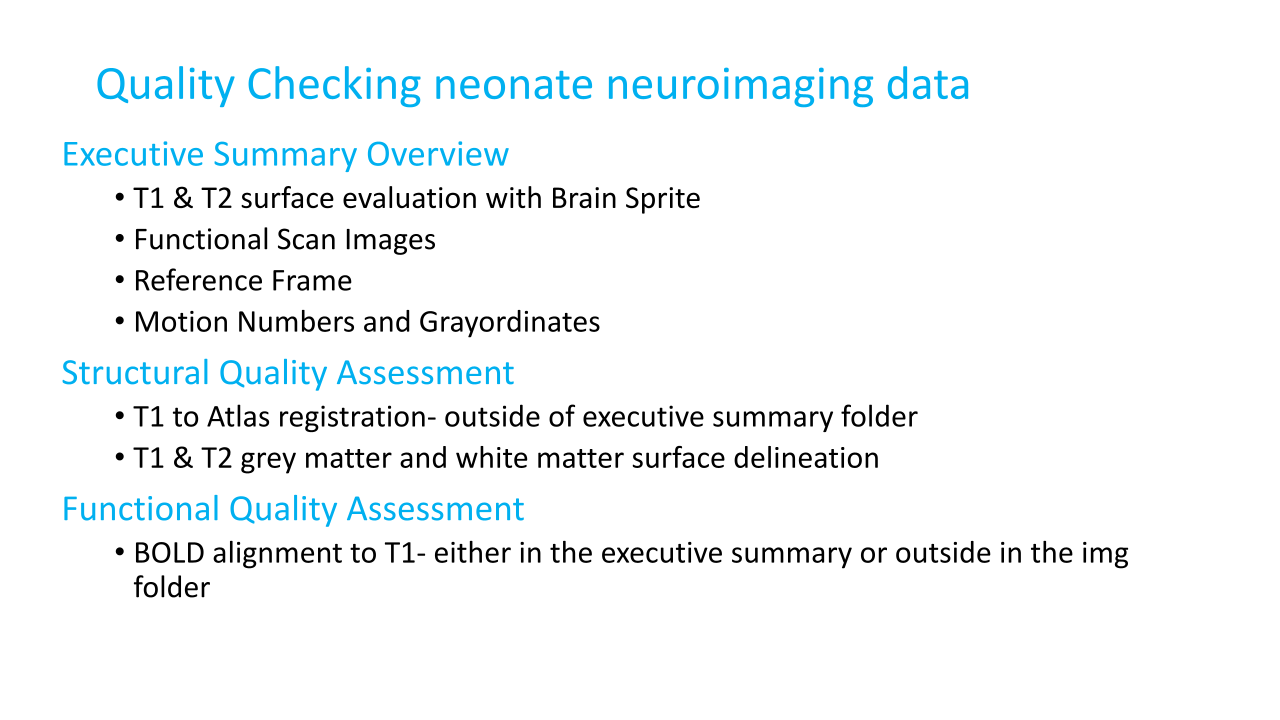 Quality Checking neonate neuroimaging data
Executive Summary Overview
• T1 & T2 surface evaluation with Brain Sprite
• Functional Scan Images
• Reference Frame
• Motion Numbers and Grayordinates
Structural Quality Assessment
• T1 to Atlas registration- outside of executive summary folder
• T1 & T2 grey matter and white matter surface delineation
Functional Quality Assessment
• BOLD alignment to T1- either in the executive summary or outside in the img
folder